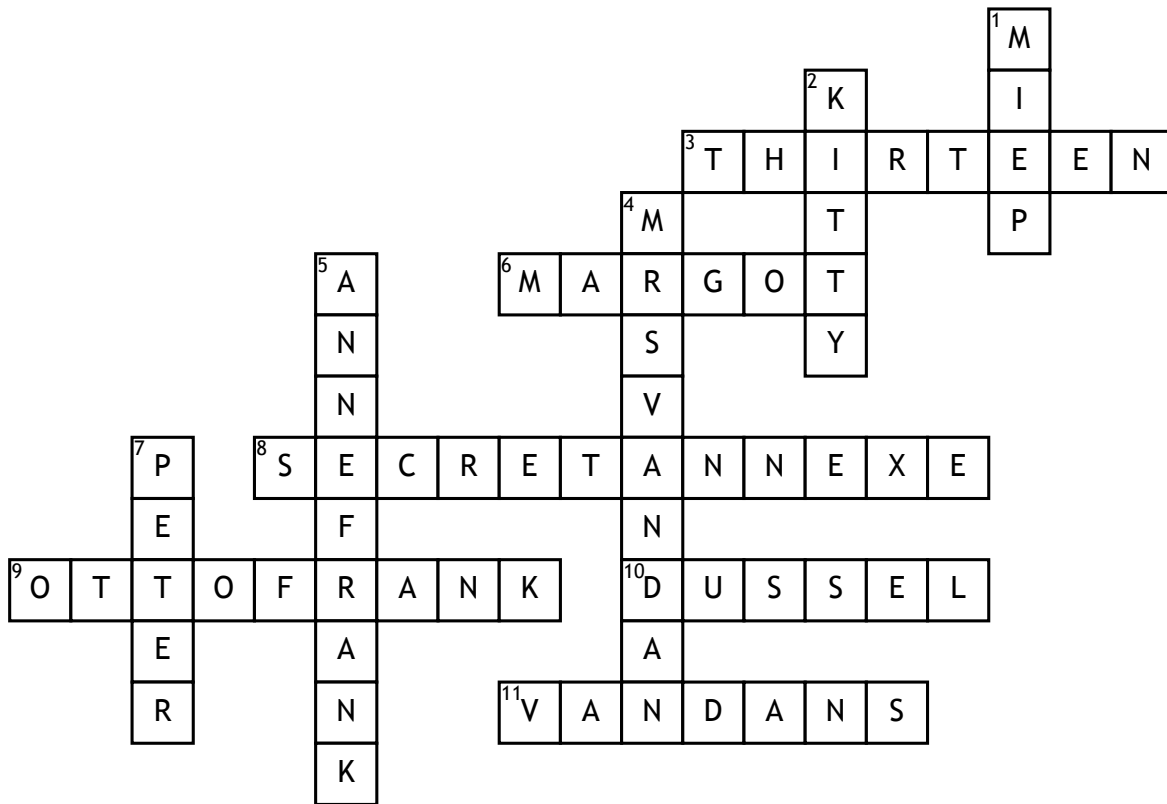 1 M
2 K I
3 T H I R T E E N
4 M T P
5 A 6 M A R G O T
N S Y
N V
7 P 8 S E C R E T A N N E X E
E F N
9 O T T O F R A N K 10 D U S S E L
E A A
R N 11 V A N D A N S
K